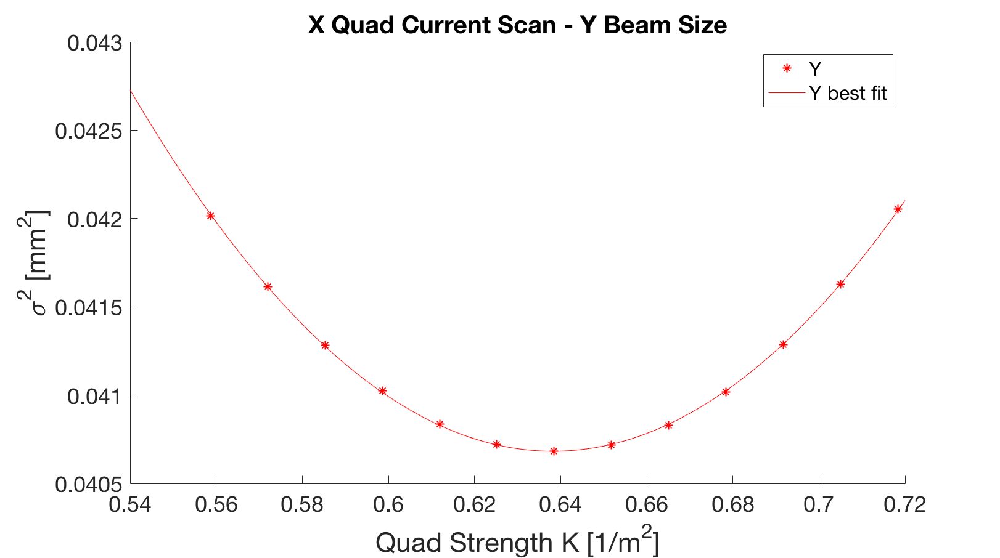 X Quad Current Scan - Y Beam Size
0.043
0.0425
0.042
0.0415
0.041
0.0405
σ² [mm²]
Y
Y best fit
0.54 0.56 0.58 0.6 0.62 0.64 0.66 0.68 0.7 0.72
Quad Strength K [1/m²]